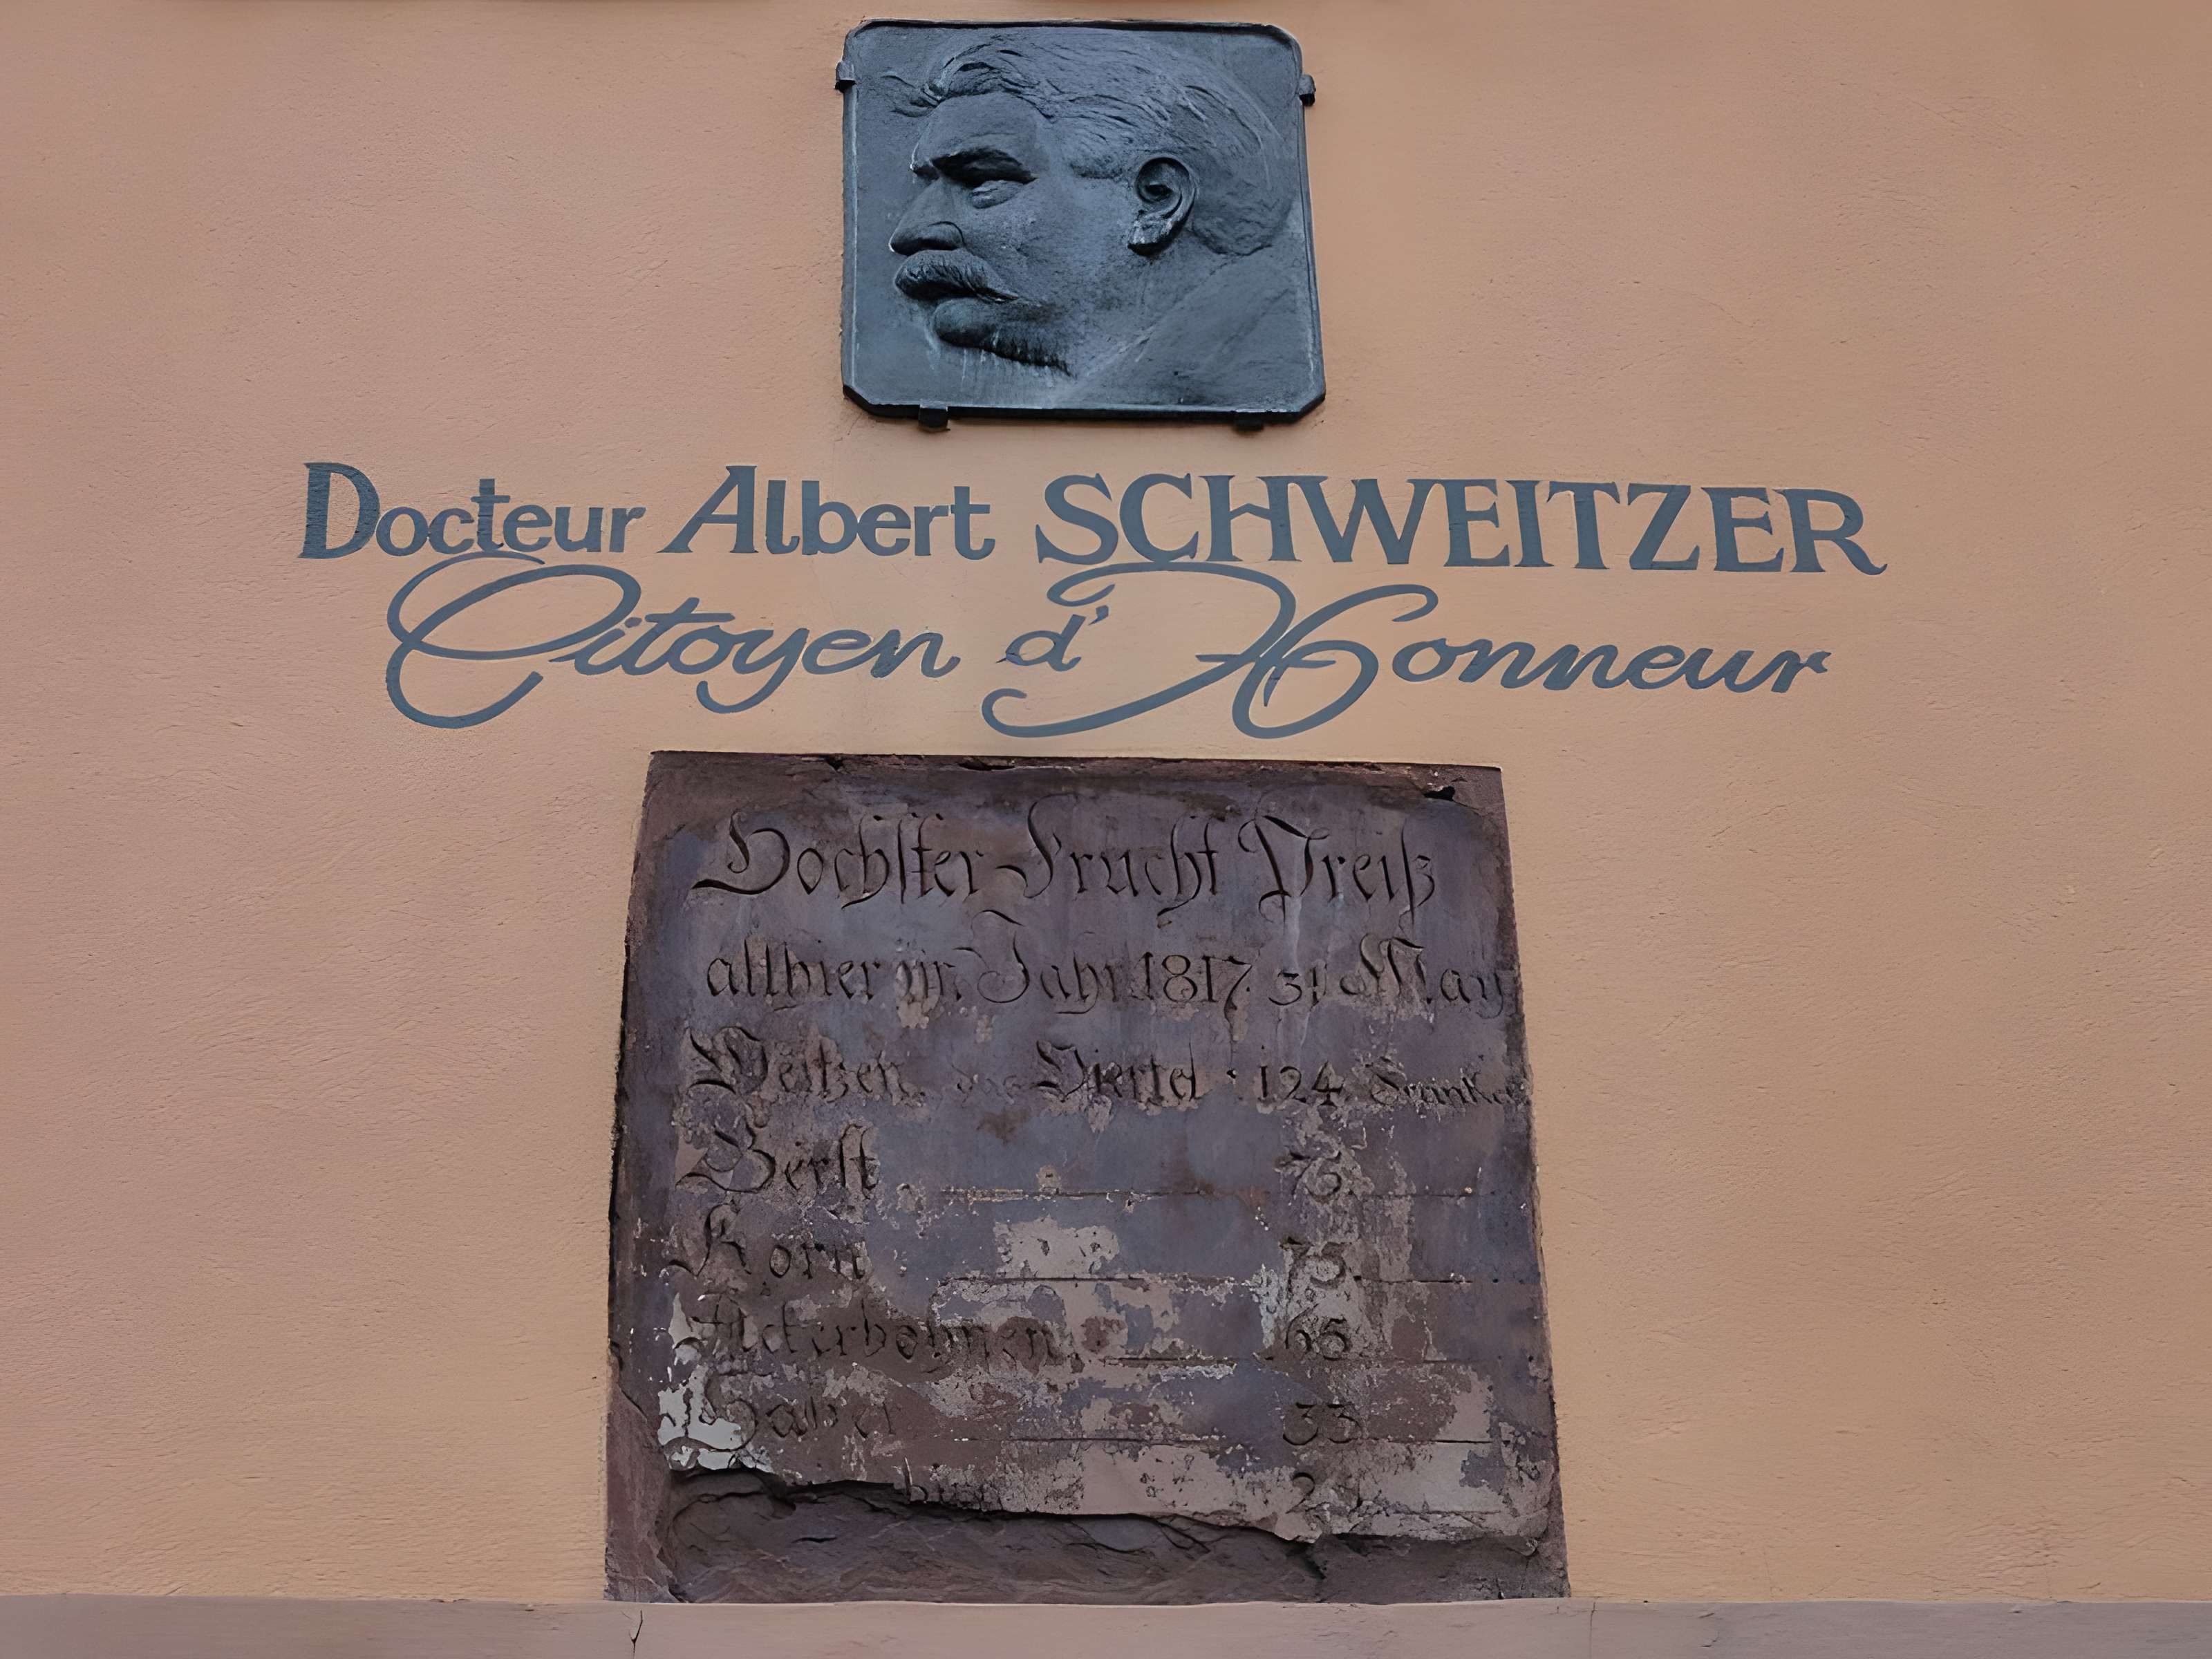 Docteur Albert SCHWEITZER
Citoyen d'Honneur
Höchster Frucht Preiß
allhier im Jahr 1817 31 May
Weitzen das Viertel : 124 Franken
Gerst 75
Korn 75
Ackerbohnen 65
Haber 33